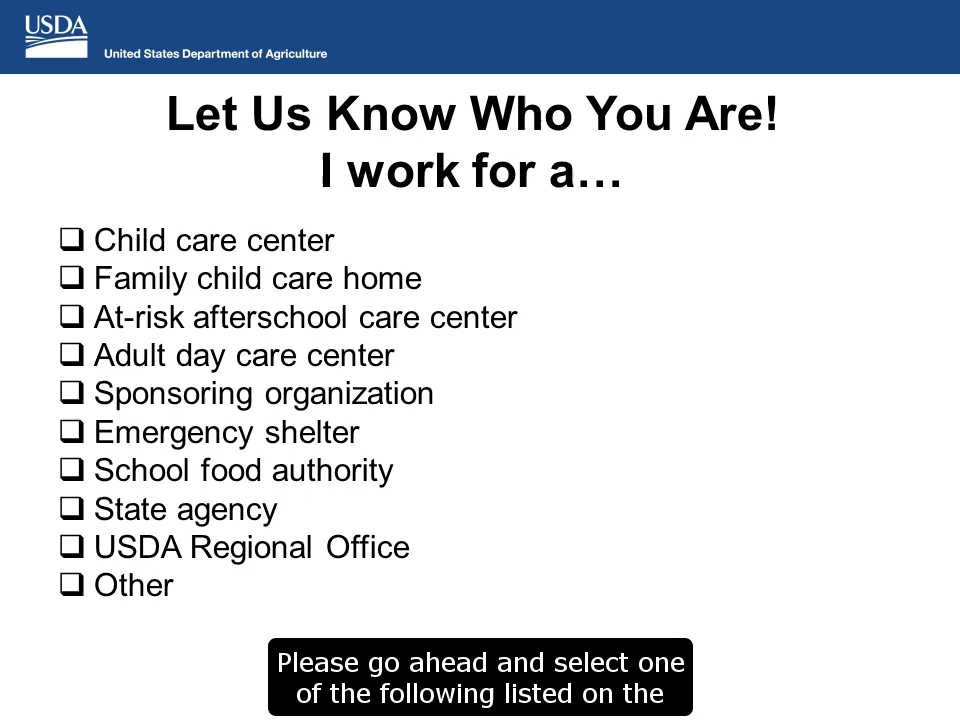 USDA
United States Department of Agriculture
Let Us Know Who You Are!
I work for a…
Child care center
Family child care home
At-risk afterschool care center
Adult day care center
Sponsoring organization
Emergency shelter
School food authority
State agency
USDA Regional Office
Other
Please go ahead and select one
of the following listed on the